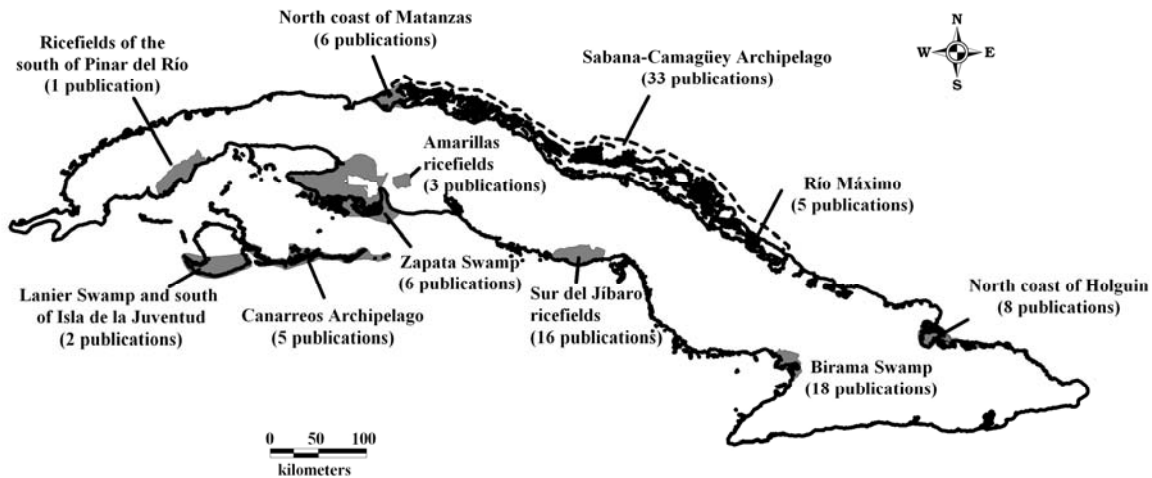 North coast of Matanzas
(6 publications)
Ricefields of the
south of Pinar del Río
(1 publication)
Sabana-Camagüey Archipelago
(33 publications)
N
W
E
S
Amarillas
ricefields
(3 publications)
Río Máximo
(5 publications)
Zapata Swamp
(6 publications)
North coast of Holguin
(8 publications)
Lanier Swamp and south
of Isla de la Juventud
(2 publications)
Canarreos Archipelago
(5 publications)
Sur del Jíbaro
ricefields
(16 publications)
Birama Swamp
(18 publications)
0 50 100
kilometers